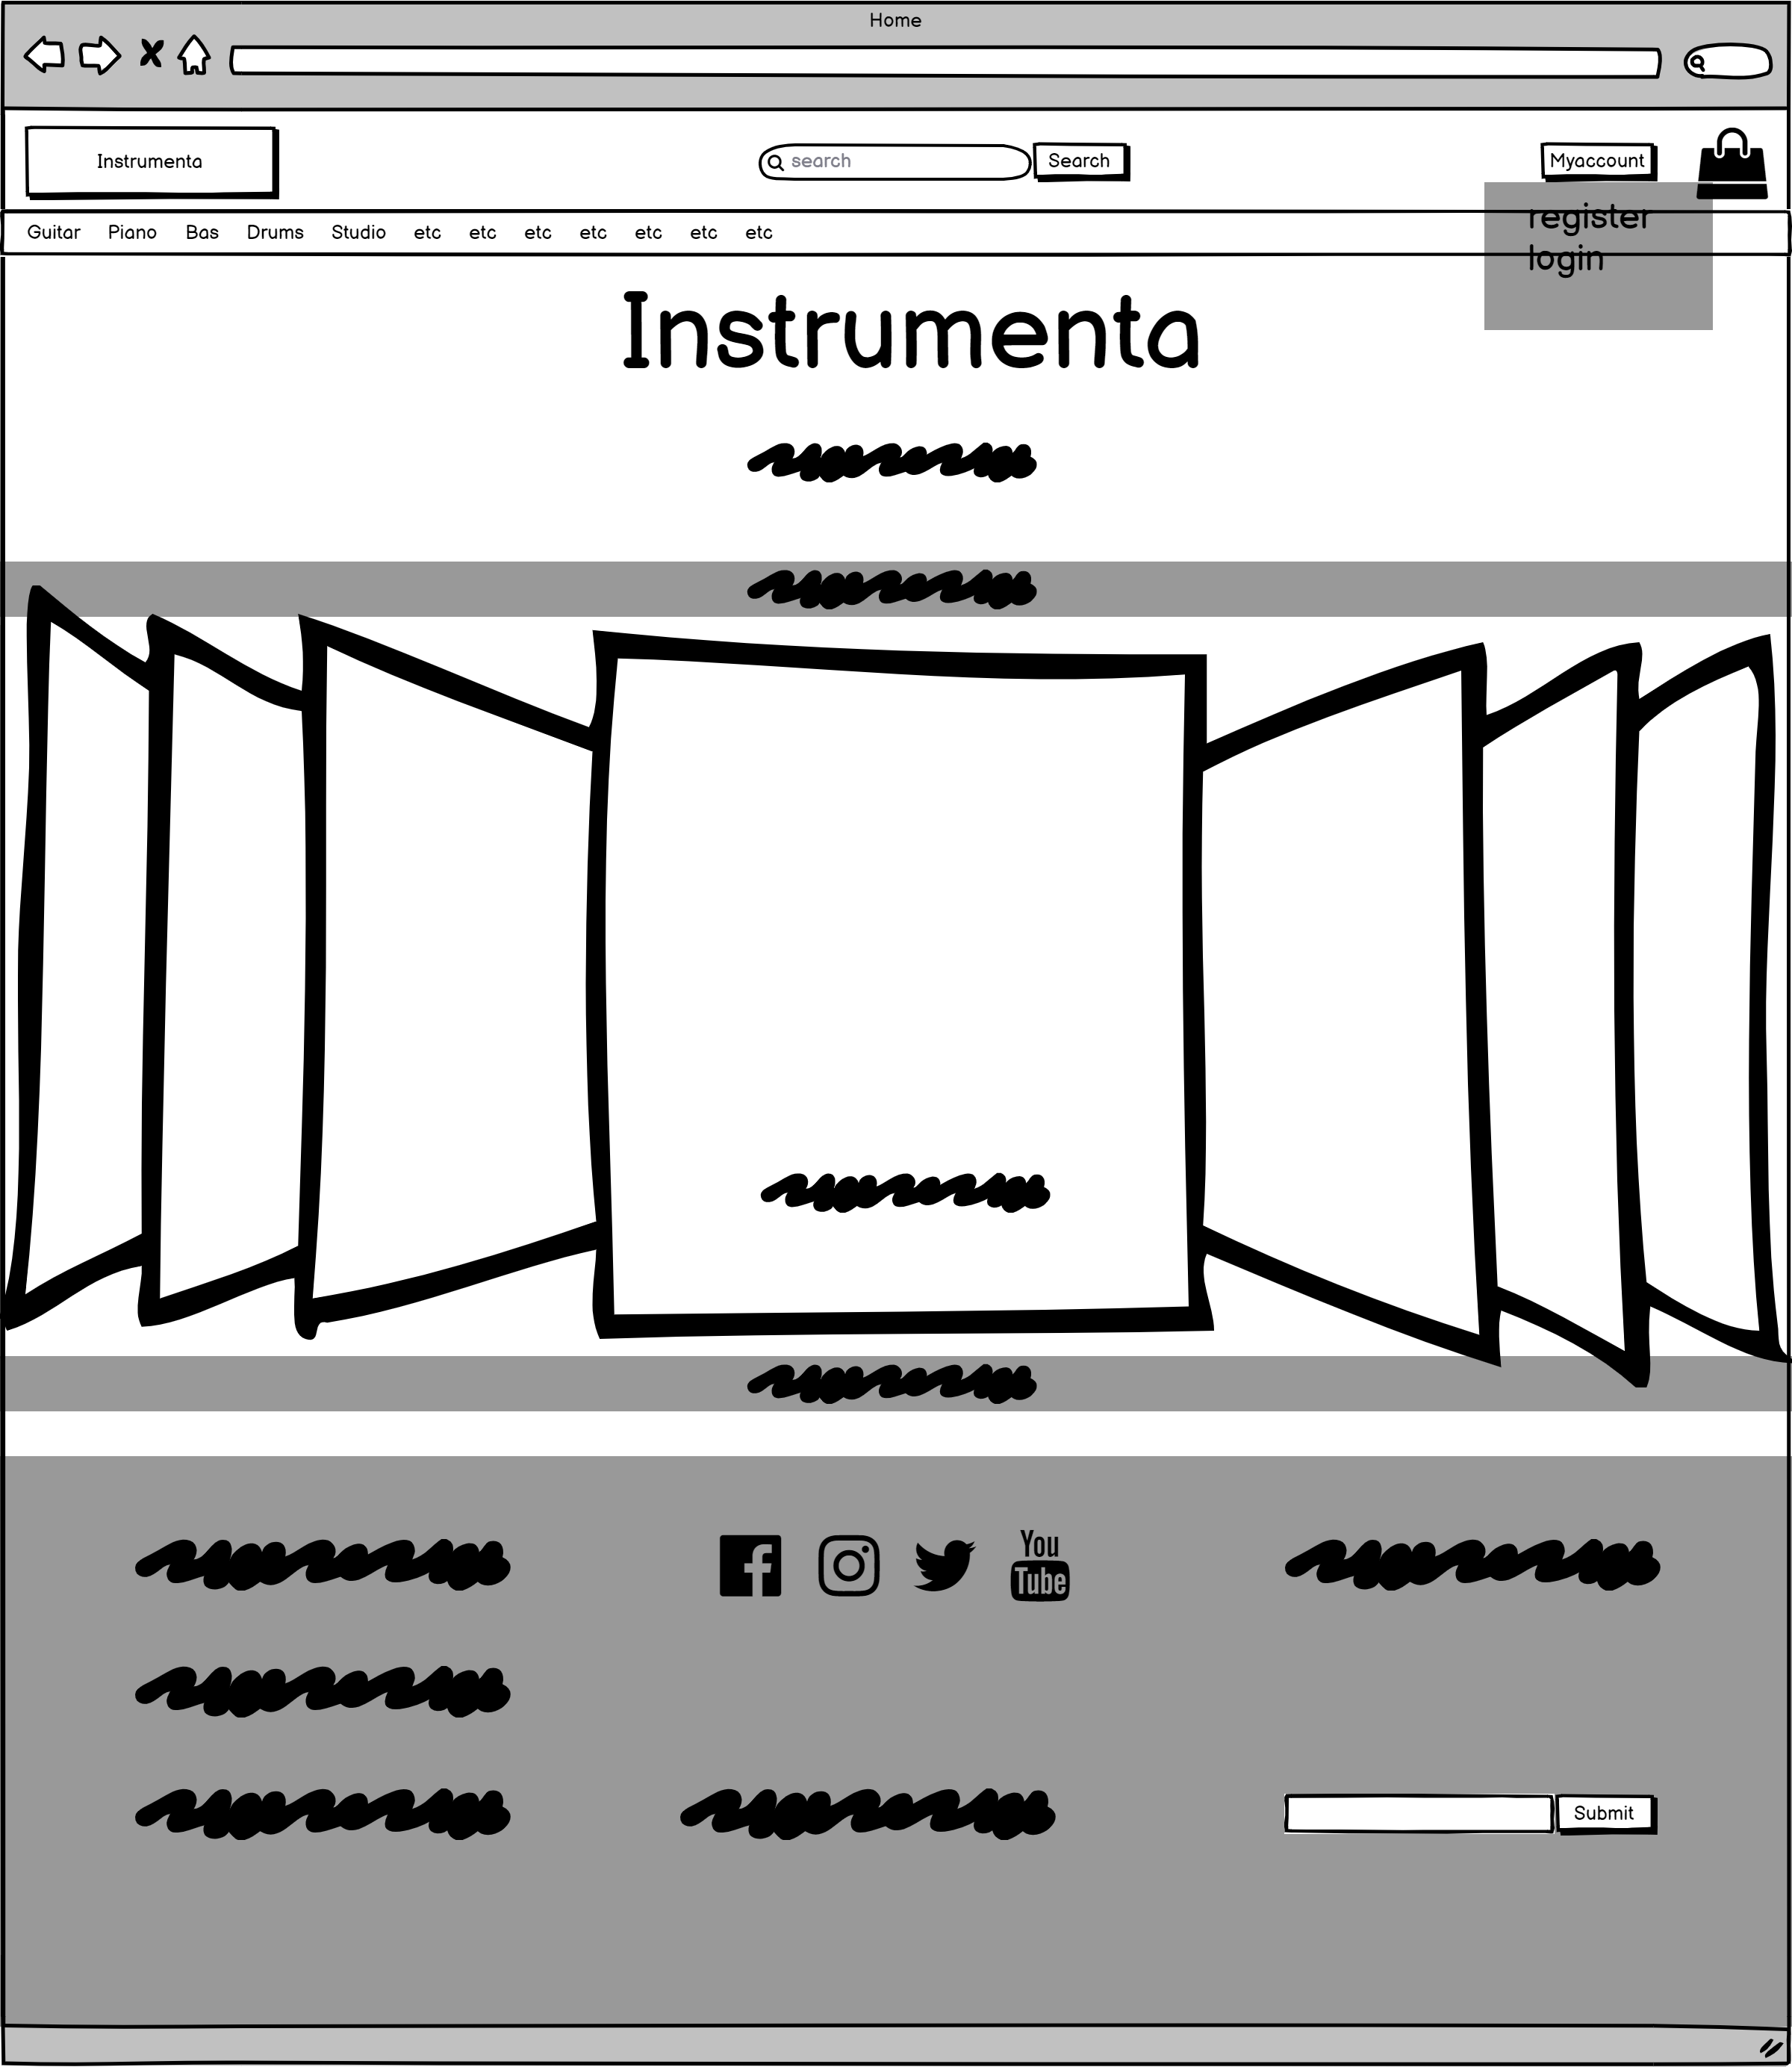 Home
Instrumenta
search
Search
Myaccount
register
login
Guitar Piano Bas Drums Studio etc etc etc etc etc etc etc
Instrumenta
You
Tube
Submit